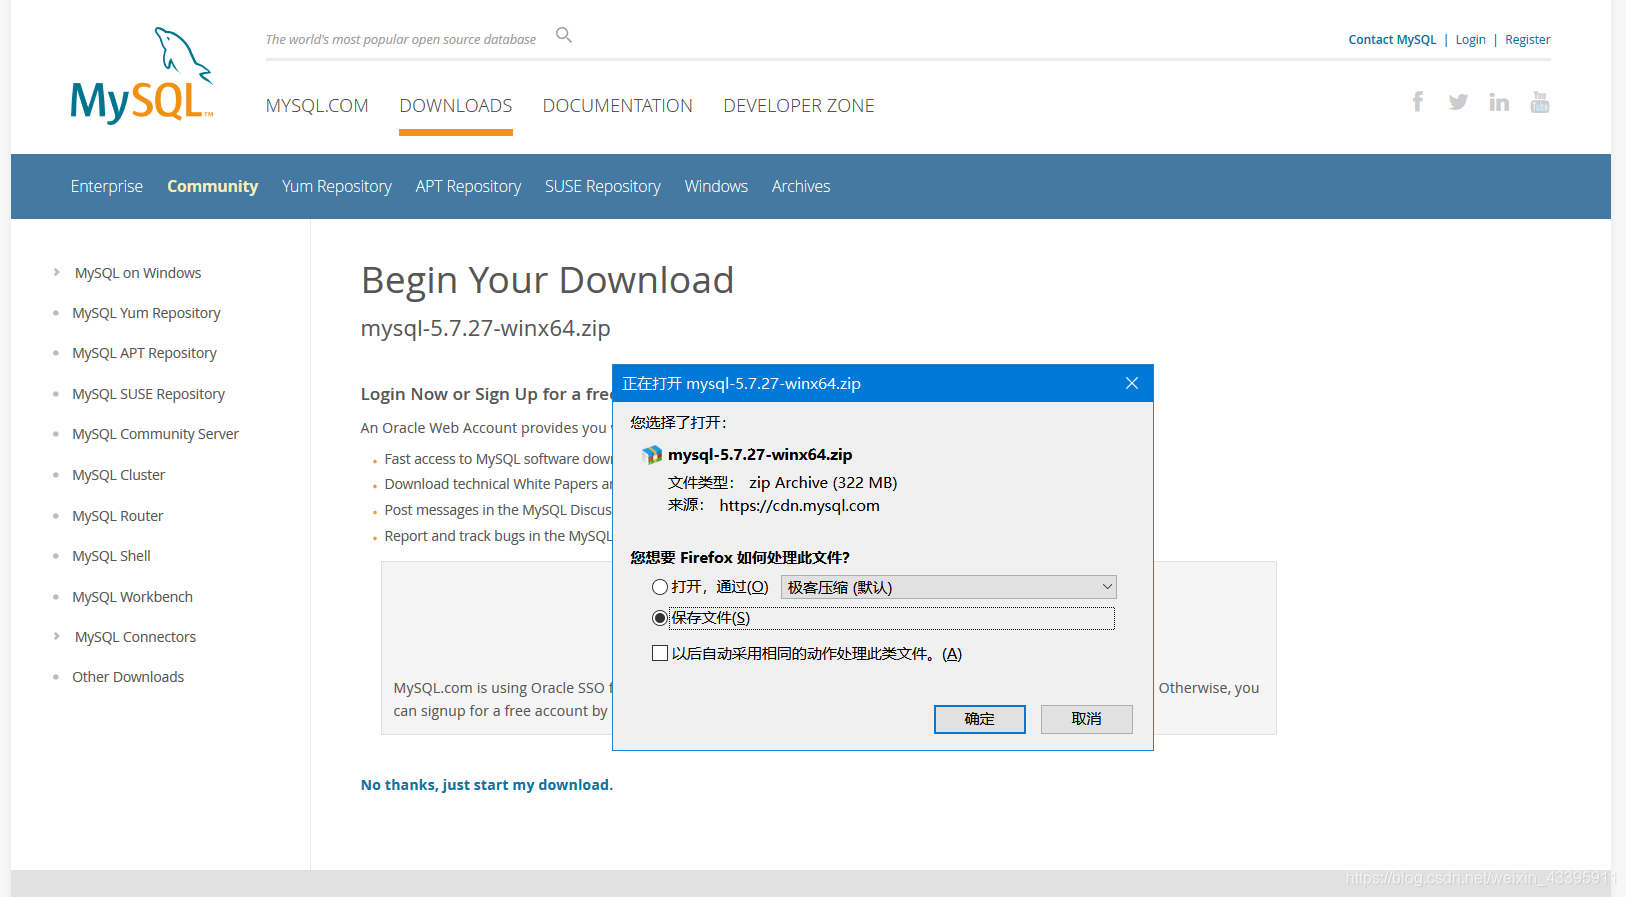 The world's most popular open source database
Contact MySQL | Login | Register
MySQL™
MYSQL.COM DOWNLOADS DOCUMENTATION DEVELOPER ZONE
You Tube
Enterprise Community Yum Repository APT Repository SUSE Repository Windows Archives
MySQL on Windows
MySQL Yum Repository
MySQL APT Repository
MySQL SUSE Repository
MySQL Community Server
MySQL Cluster
MySQL Router
MySQL Shell
MySQL Workbench
MySQL Connectors
Other Downloads
Begin Your Download
mysql-5.7.27-winx64.zip
Login Now or Sign Up for a free
An Oracle Web Account provides you
Fast access to MySQL software dow
Download technical White Papers a
Post messages in the MySQL Discus
Report and track bugs in the MySQL
MySQL.com is using Oracle SSO f Otherwise, you
can signup for a free account by
No thanks, just start my download.
正在打开 mysql-5.7.27-winx64.zip
您选择了打开:
mysql-5.7.27-winx64.zip
文件类型: zip Archive (322 MB)
来源: https://cdn.mysql.com
您想要 Firefox 如何处理此文件?
打开，通过(O) 极客压缩 (默认)
保存文件(S)
以后自动采用相同的动作处理此类文件。(A)
确定 取消
https://blog.csdn.net/weixin_43395911